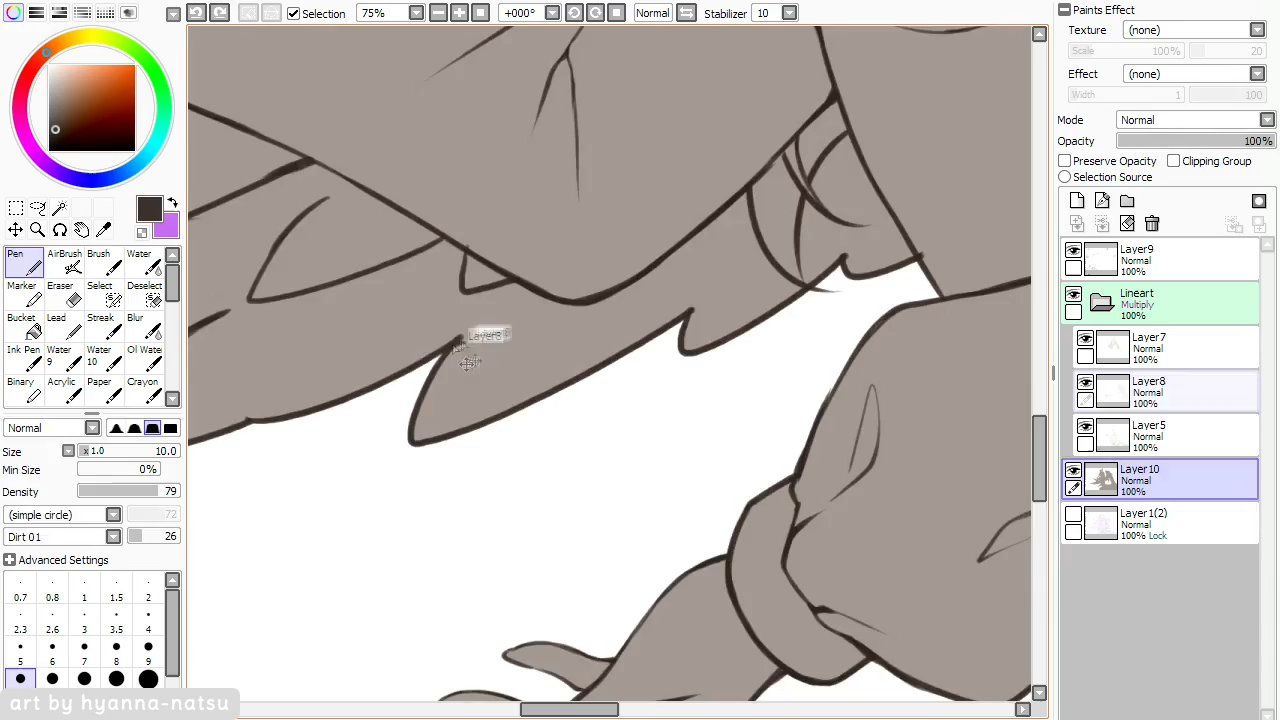 Selection 75% +000° Normal Stabilizer 10
Paints Effect
Texture (none)
Scale 100% 20
Effect (none)
Width 1 100
Mode Normal
Opacity 100%
Preserve Opacity Clipping Group
Selection Source
Pen AirBrush Brush Water
Marker Eraser Select Deselect
Bucket Lead Streak Blur
Ink Pen Water 9 Water 10 Ol Water
Binary Acrylic Paper Crayon
Normal
Size x 1.0 10.0
Min Size 0%
Density 79
(simple circle) 72
Dirt 01 26
Advanced Settings
0.7 0.8 1 1.5 2
2.3 2.6 3 3.5 4
5 6 7 8 9
Layer9
Normal
100%
Lineart
Multiply
100%
Layer7
Normal
100%
Layer8
Normal
100%
Layer5
Normal
100%
Layer10
Normal
100%
Layer1(2)
Normal
100% Lock
art by hyanna-natsu